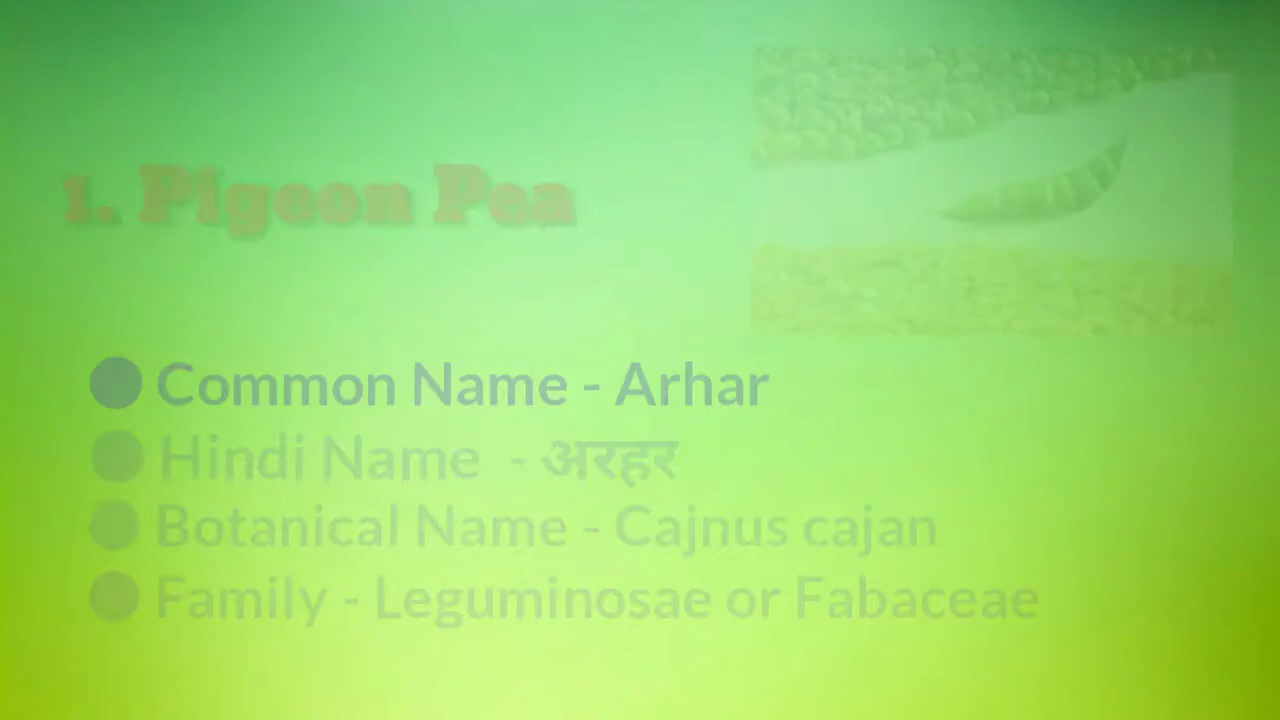 1. Pigeon Pea
Common Name - Arhar
Hindi Name - अरहर
Botanical Name - Cajnus cajan
Family - Leguminosae or Fabaceae